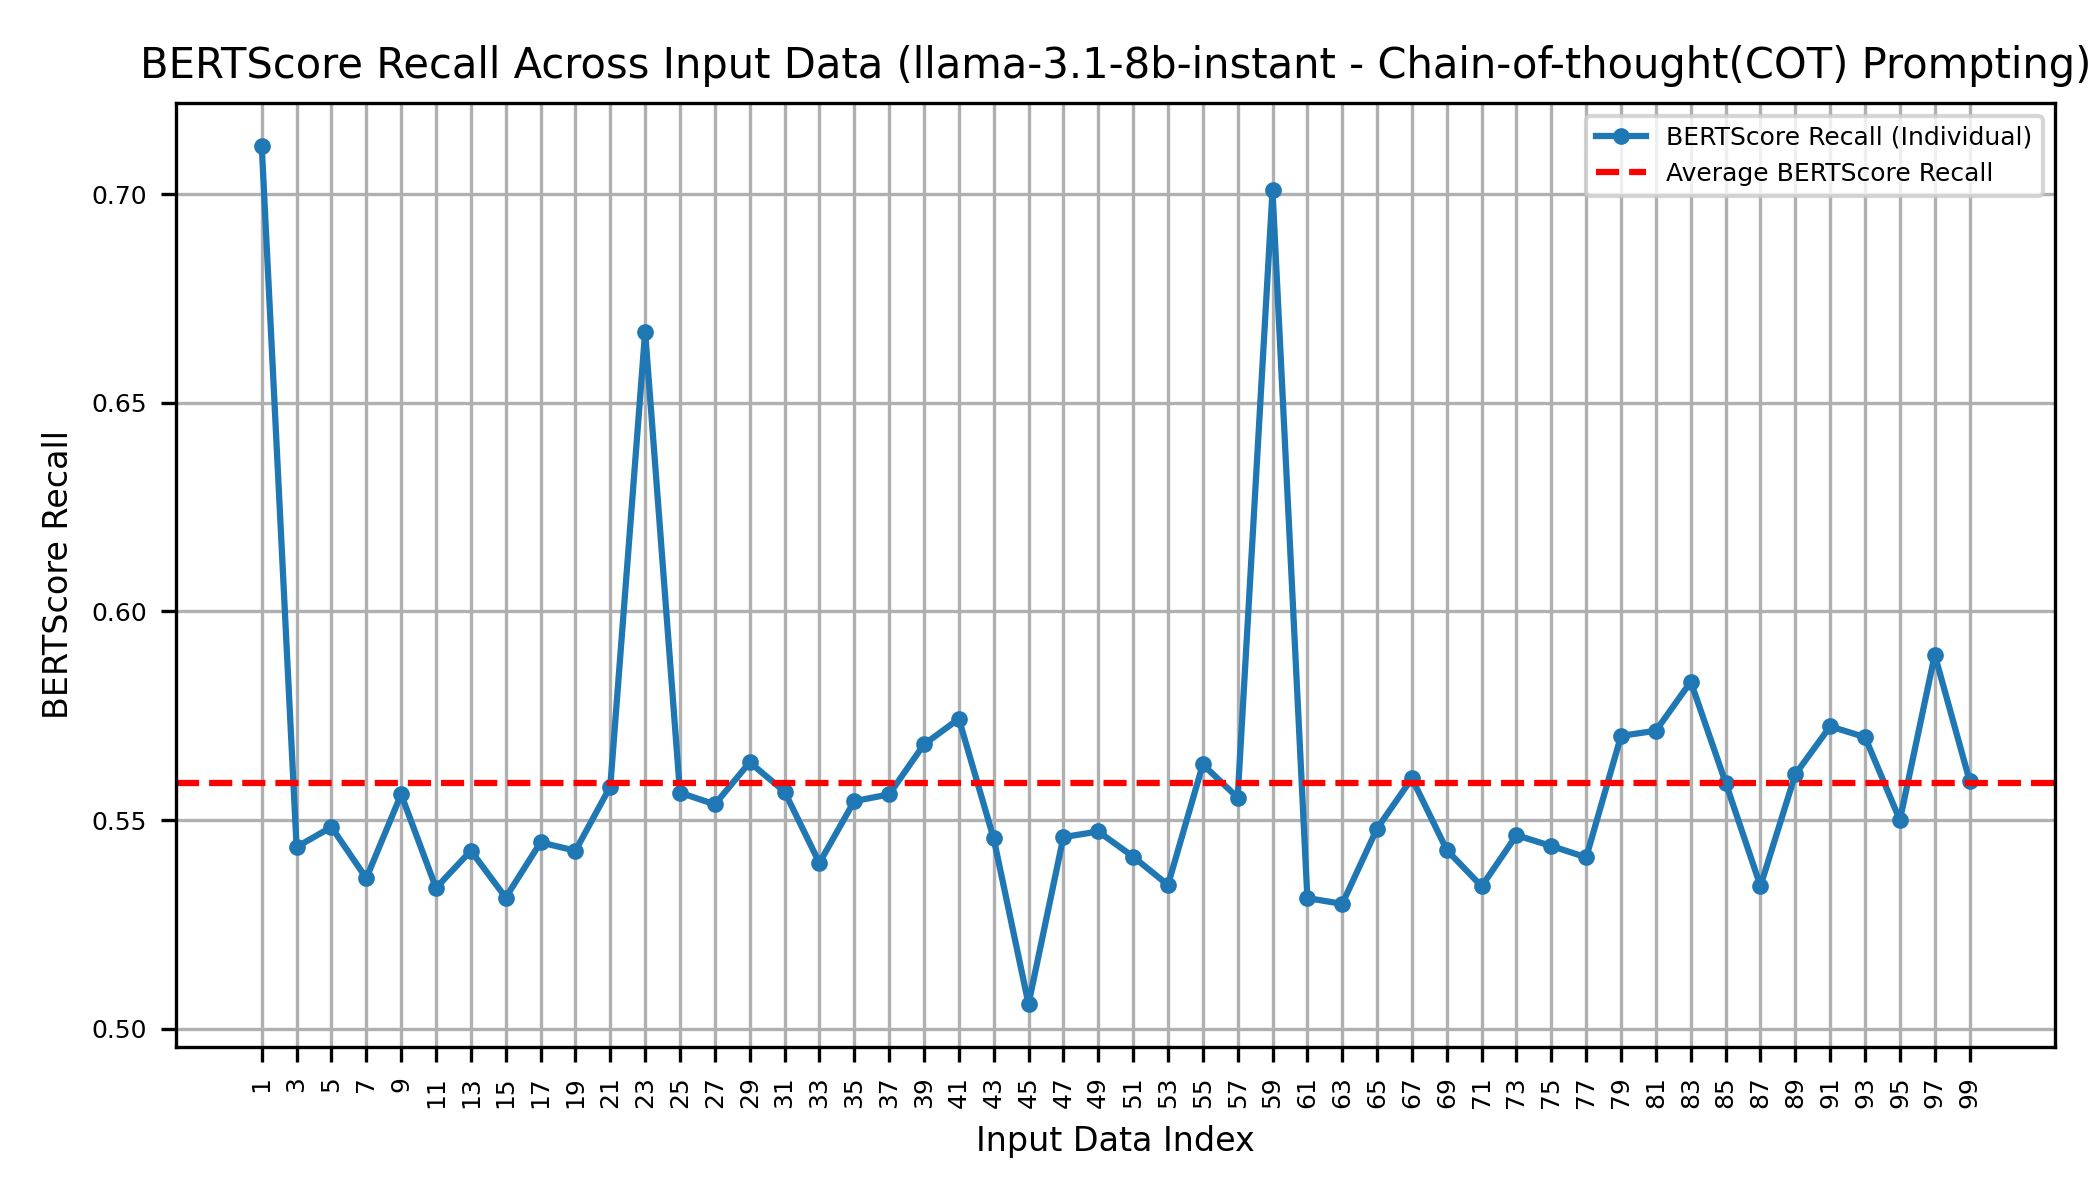 BERTScore Recall Across Input Data (llama-3.1-8b-instant - Chain-of-thought(COT) Prompting)
BERTScore Recall (Individual)
Average BERTScore Recall
BERTScore Recall
0.70
0.65
0.60
0.55
0.50
1 3 5 7 9 11 13 15 17 19 21 23 25 27 29 31 33 35 37 39 41 43 45 47 49 51 53 55 57 59 61 63 65 67 69 71 73 75 77 79 81 83 85 87 89 91 93 95 97 99
Input Data Index